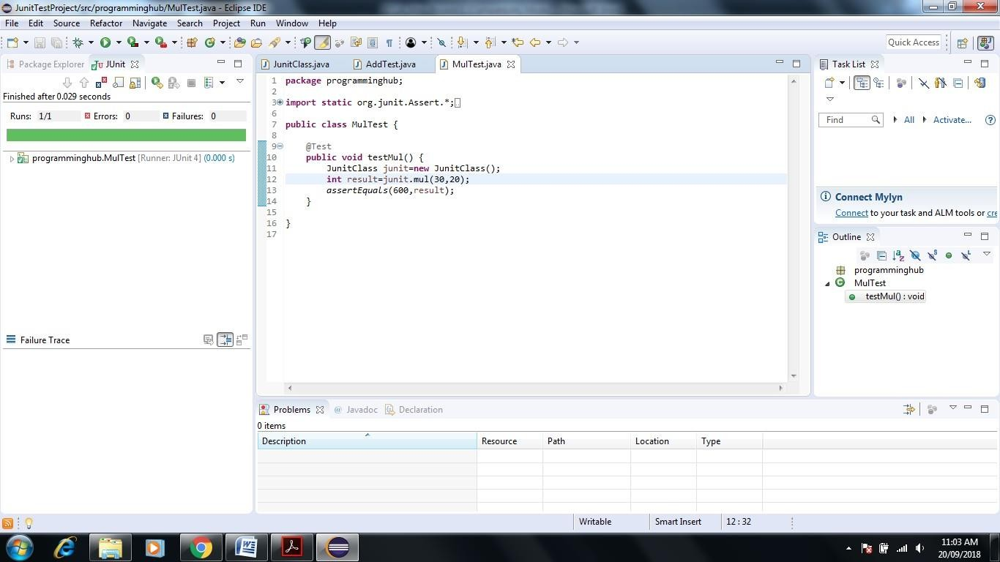 JunitTestProject/src/programminghub/MulTest.java - Eclipse IDE
File Edit Source Refactor Navigate Search Project Run Window Help
Quick Access
Package Explorer JUnit
Finished after 0.029 seconds
Runs: 1/1 Errors: 0 Failures: 0
programminghub.MulTest [Runner: JUnit 4] (0.000 s)
Failure Trace
JunitClass.java AddTest.java MulTest.java
1 package programminghub;
2
3 import static org.junit.Assert.*;
6
7 public class MulTest {
8
9 @Test
10 public void testMul() {
11 JunitClass junit=new JunitClass();
12 int result=junit.mul(30,20);
13 assertEquals(600,result);
14 }
15
16 }
17
Task List
Find All Activate...
Connect Mylyn
Connect to your task and ALM tools or cre
Outline
programminghub
MulTest
testMul() : void
Problems @ Javadoc Declaration
0 items
Description Resource Path Location Type
Writable Smart Insert 12 : 32
11:03 AM
20/09/2018